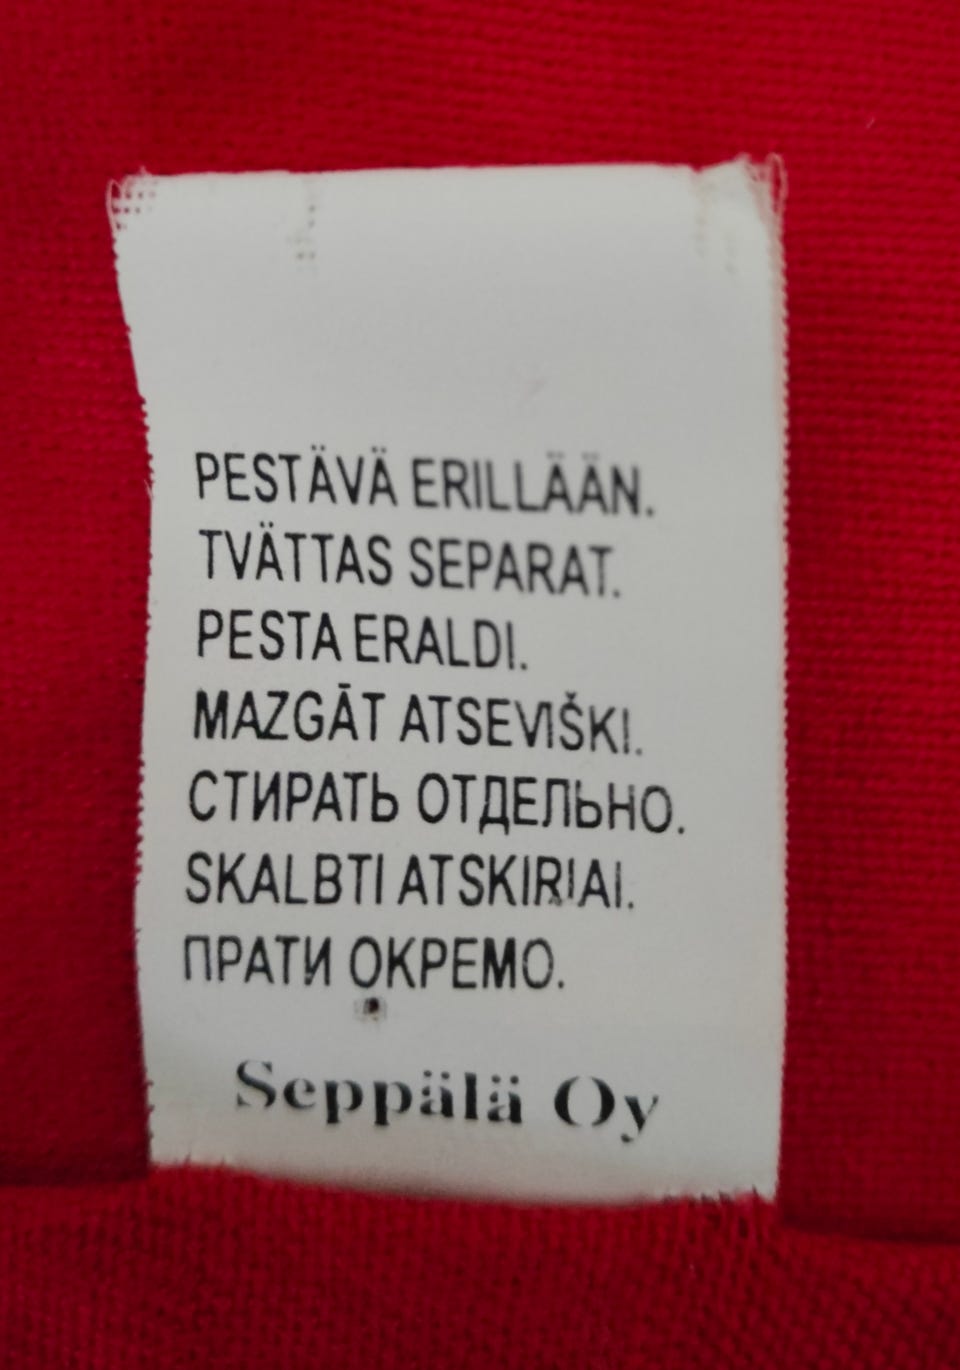 PESTÄVÄ ERILLÄÄN.
TVÄTTAS SEPARAT.
PESTA ERALDI.
MAZGĀT ATSEVIŠKI.
СТИРАТЬ ОТДЕЛЬНО.
SKALBTI ATSKIRIAI.
ПРАТИ ОКРЕМО.
Seppälä Oy